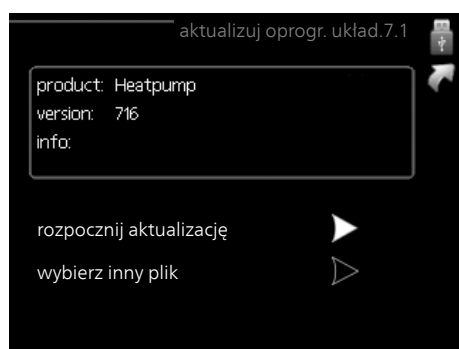 aktualizuj oprogr. układ.7.1
product: Heatpump
version: 716
info:
rozpocznij aktualizację
wybierz inny plik